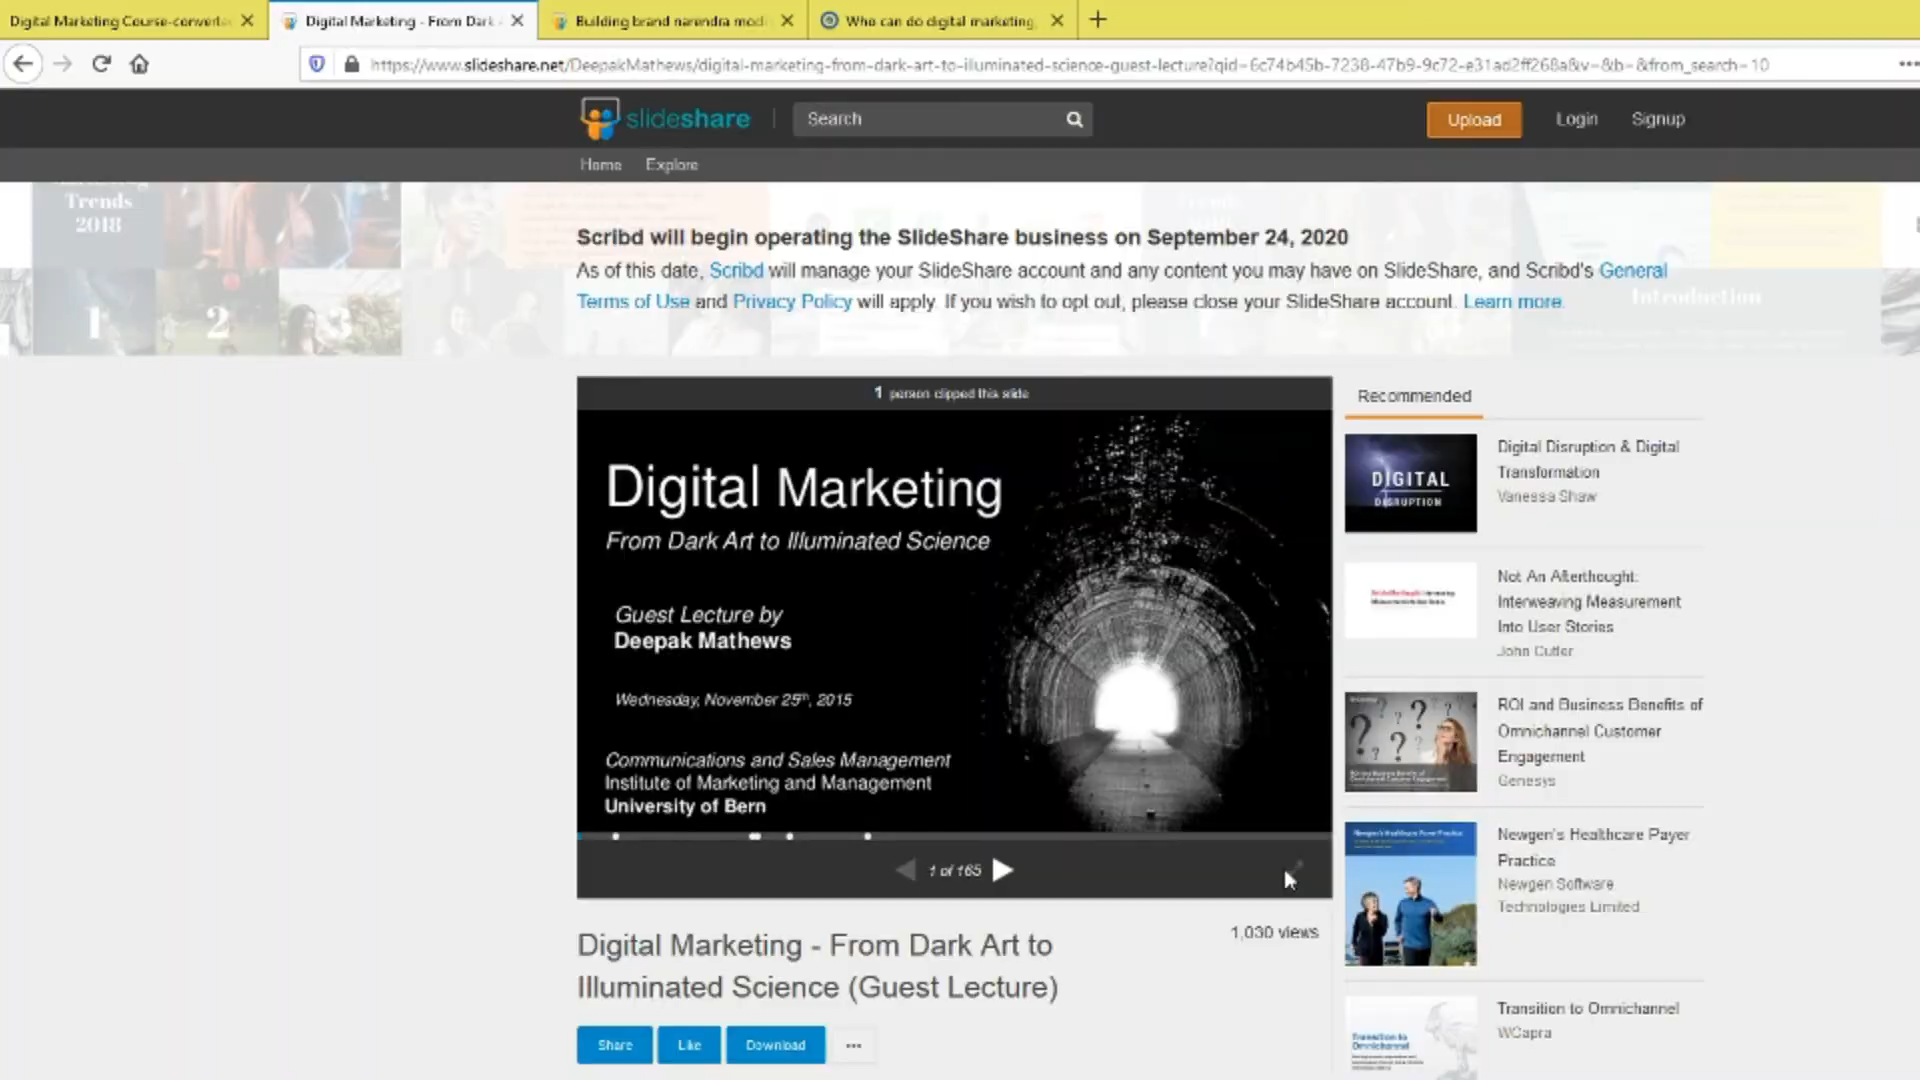 Digital Marketing Course-converte
Digital Marketing - From Dark
Building brand narendra modi
Who can do digital marketing,
https://www.slideshare.net/DeepakMathews/digital-marketing-from-dark-art-to-illuminated-science-guest-lecture?qid=6c74b45b-7238-47b9-9c72-e31ad2ff268a&v=&b=&from_search=10
slideshare
Search
Upload
Login
Signup
Home
Explore
Trends
2018
1
2
3
Introduction
Scribd will begin operating the SlideShare business on September 24, 2020
As of this date, Scribd will manage your SlideShare account and any content you may have on SlideShare, and Scribd's General
Terms of Use and Privacy Policy will apply. If you wish to opt out, please close your SlideShare account. Learn more.
1 person clipped this slide
Digital Marketing
From Dark Art to Illuminated Science
Guest Lecture by
Deepak Mathews
Wednesday, November 25th, 2015
Communications and Sales Management
Institute of Marketing and Management
University of Bern
1 of 165
Digital Marketing - From Dark Art to
Illuminated Science (Guest Lecture)
1,030 views
Share
Like
Download
Recommended
DIGITAL
DISRUPTION
Digital Disruption & Digital
Transformation
Vanessa Shaw
Not An Afterthought:
Interweaving Measurement
Into User Stories
John Cutler
ROI and Business Benefits of
Omnichannel Customer
Engagement
Genesys
Newgen's Healthcare Payer
Practice
Newgen Software
Technologies Limited
Transition to
Omnichannel
Transition to Omnichannel
WCapra